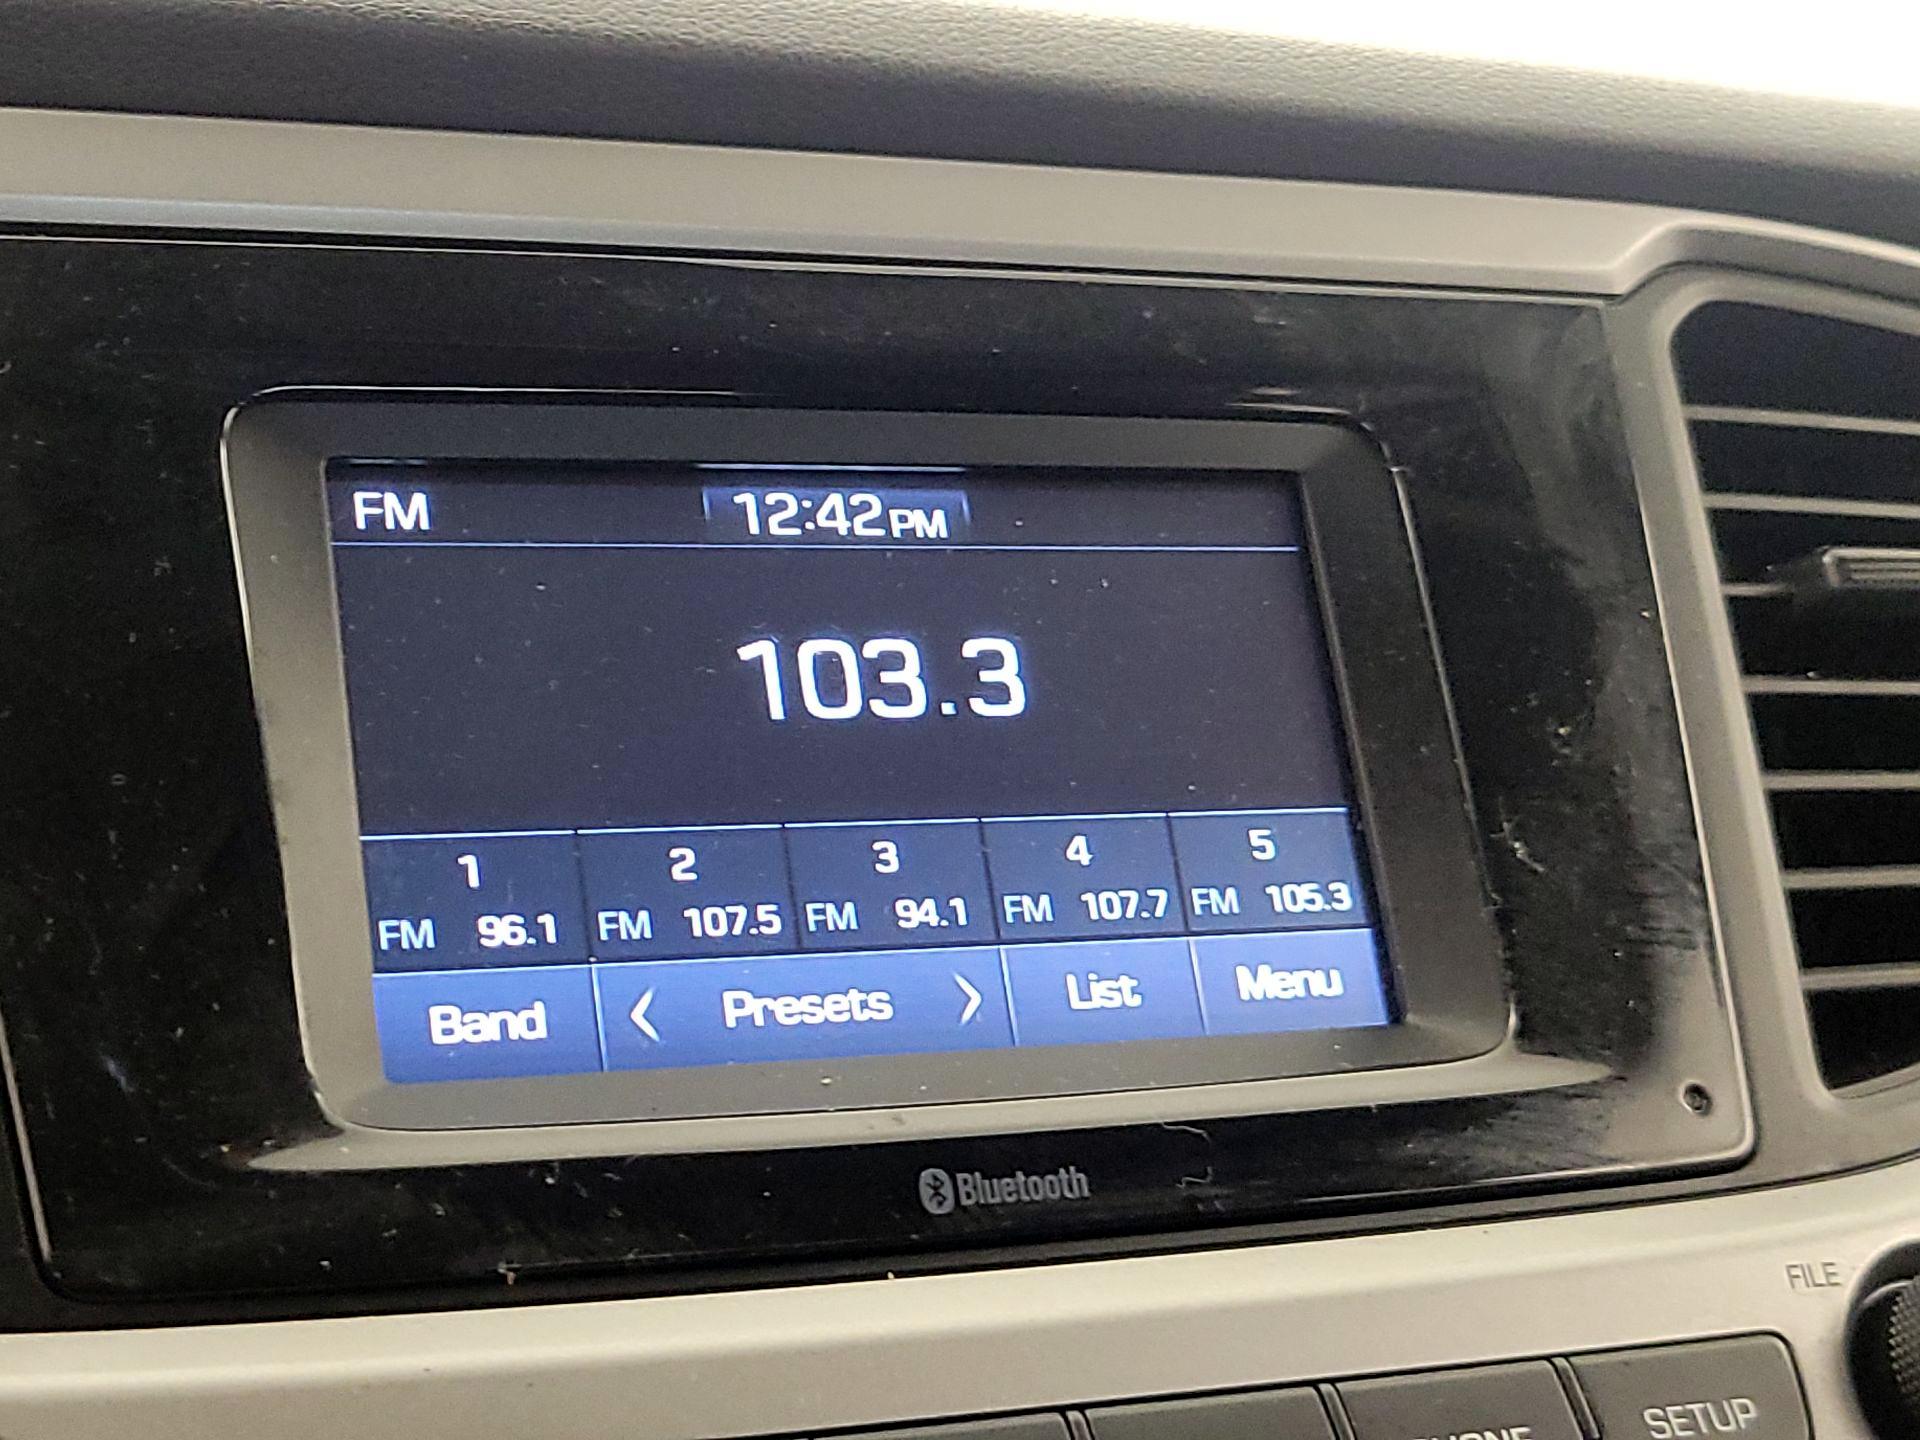 FM 12:42PM
103.3
1 2 3 4 5
FM 96.1 FM 107.5 FM 94.1 FM 107.7 FM 105.3
Band < Presets > List Menu
Bluetooth
FILE
SETUP